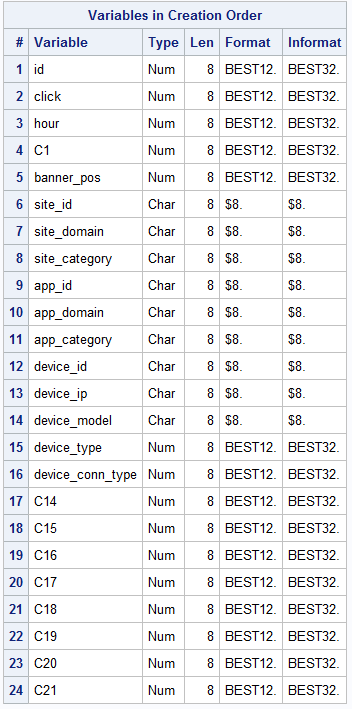 Variables in Creation Order
# Variable Type Len Format Informat
1 id Num 8 BEST12. BEST32.
2 click Num 8 BEST12. BEST32.
3 hour Num 8 BEST12. BEST32.
4 C1 Num 8 BEST12. BEST32.
5 banner_pos Num 8 BEST12. BEST32.
6 site_id Char 8 $8. $8.
7 site_domain Char 8 $8. $8.
8 site_category Char 8 $8. $8.
9 app_id Char 8 $8. $8.
10 app_domain Char 8 $8. $8.
11 app_category Char 8 $8. $8.
12 device_id Char 8 $8. $8.
13 device_ip Char 8 $8. $8.
14 device_model Char 8 $8. $8.
15 device_type Num 8 BEST12. BEST32.
16 device_conn_type Num 8 BEST12. BEST32.
17 C14 Num 8 BEST12. BEST32.
18 C15 Num 8 BEST12. BEST32.
19 C16 Num 8 BEST12. BEST32.
20 C17 Num 8 BEST12. BEST32.
21 C18 Num 8 BEST12. BEST32.
22 C19 Num 8 BEST12. BEST32.
23 C20 Num 8 BEST12. BEST32.
24 C21 Num 8 BEST12. BEST32.